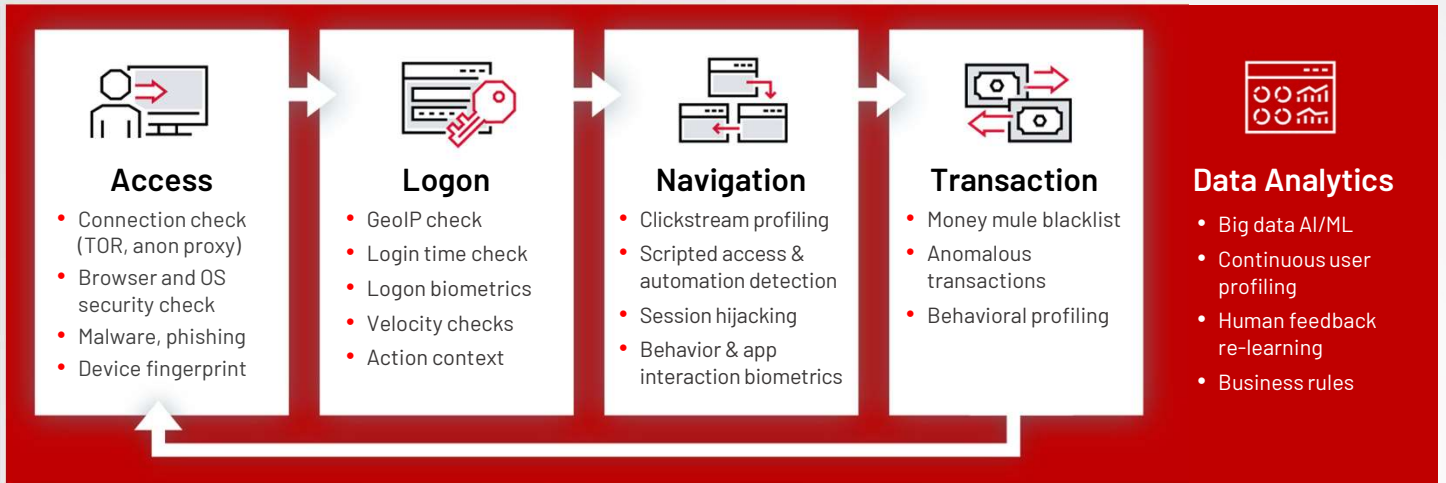 Access
• Connection check
(TOR, anon proxy)
• Browser and OS
security check
• Malware, phishing
• Device fingerprint
Logon
• GeoIP check
• Login time check
• Logon biometrics
• Velocity checks
• Action context
Navigation
• Clickstream profiling
• Scripted access &
automation detection
• Session hijacking
• Behavior & app
interaction biometrics
Transaction
• Money mule blacklist
• Anomalous
transactions
• Behavioral profiling
Data Analytics
• Big data AI/ML
• Continuous user
profiling
• Human feedback
re-learning
• Business rules